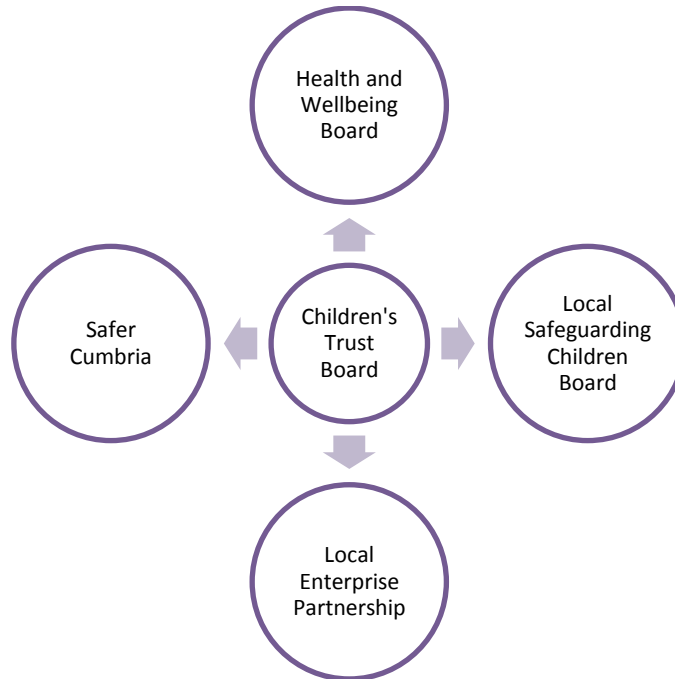 Health and
Wellbeing
Board
Safer
Cumbria
Children's
Trust
Board
Local
Safeguarding
Children
Board
Local
Enterprise
Partnership